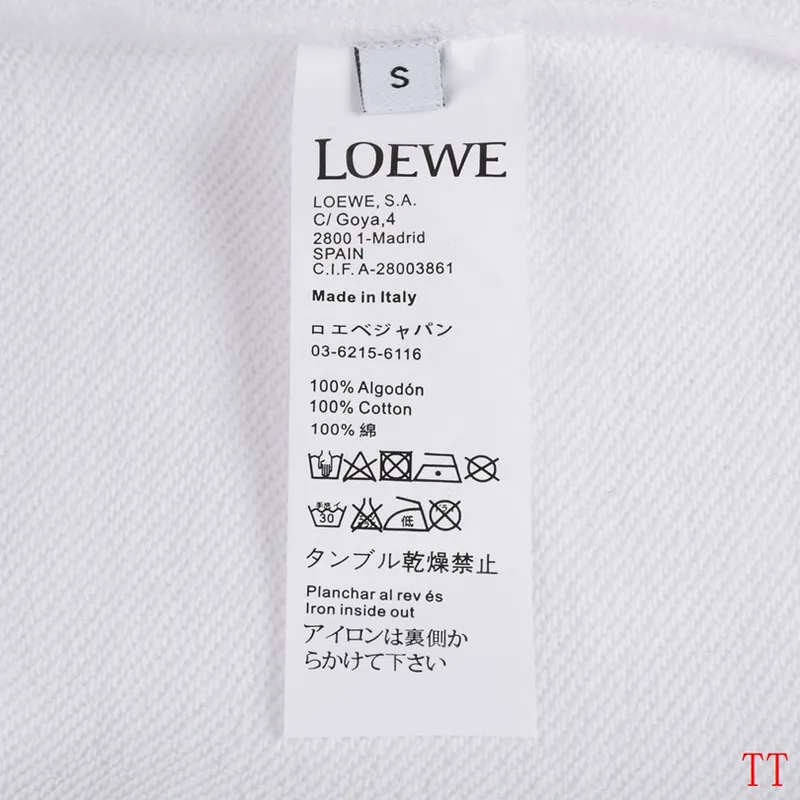 S
LOEWE
LOEWE, S.A.
C/ Goya,4
2800 1-Madrid
SPAIN
C.I.F. A-28003861
Made in Italy
ロエベジャパン
03-6215-6116
100% Algodón
100% Cotton
100% 綿
手洗イ
30
低
タンブル乾燥禁止
Planchar al rev és
Iron inside out
アイロンは裏側か
らかけて下さい
TT